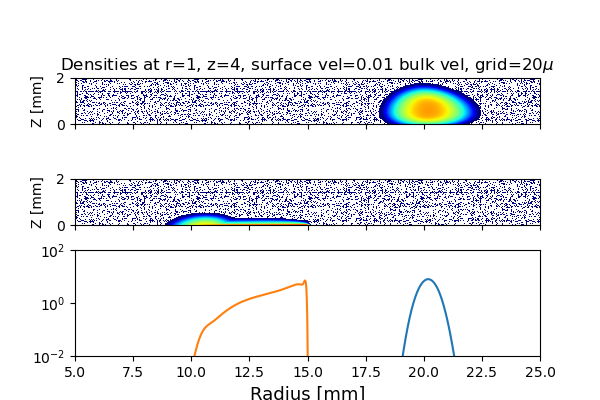 Densities at r=1, z=4, surface vel=0.01 bulk vel, grid=20μ
2
Z [mm]
0
2
Z [mm]
0
10²
10⁰
10⁻²
5.0 7.5 10.0 12.5 15.0 17.5 20.0 22.5 25.0
Radius [mm]